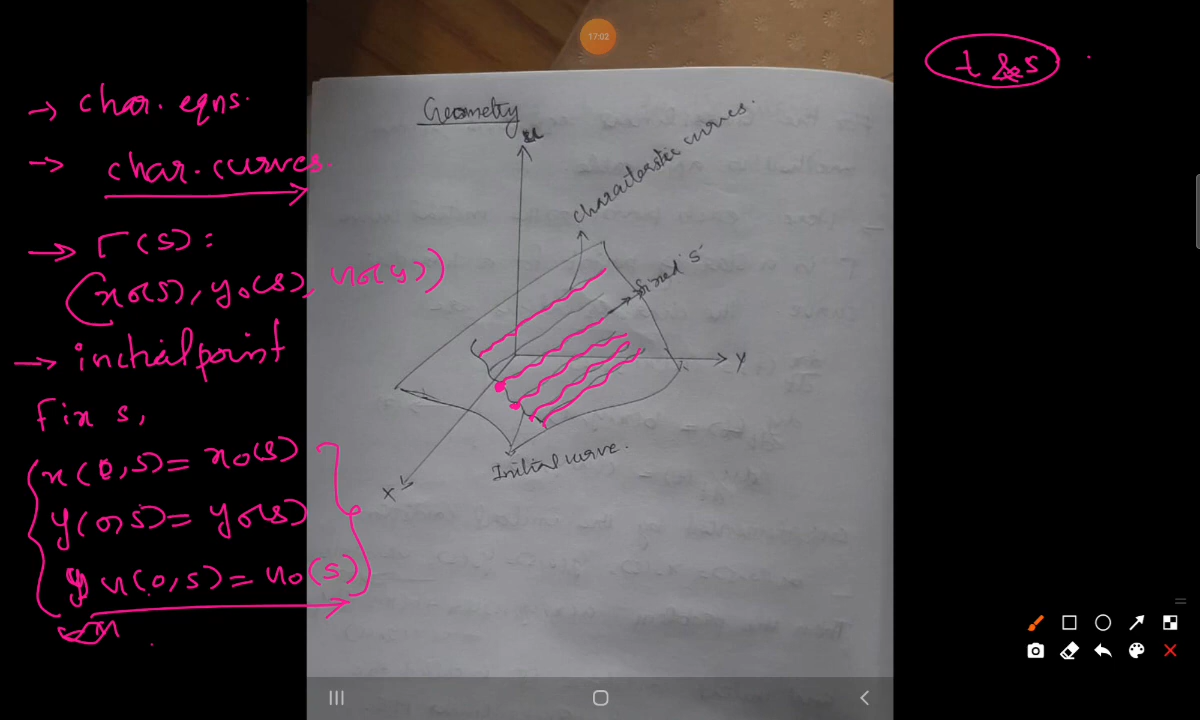 17:02
t & s
→ char. eqns.
→ char. curves.
→ Γ(s) :
(x0(s), y0(s), u0(s))
→ initial point
Fix s,
x(0,s) = x0(s)
y(0,s) = y0(s)
u(0,s) = u0(s)
Geometry
u
characterstic curves.
fixed 's'
y
x
Initial curve.